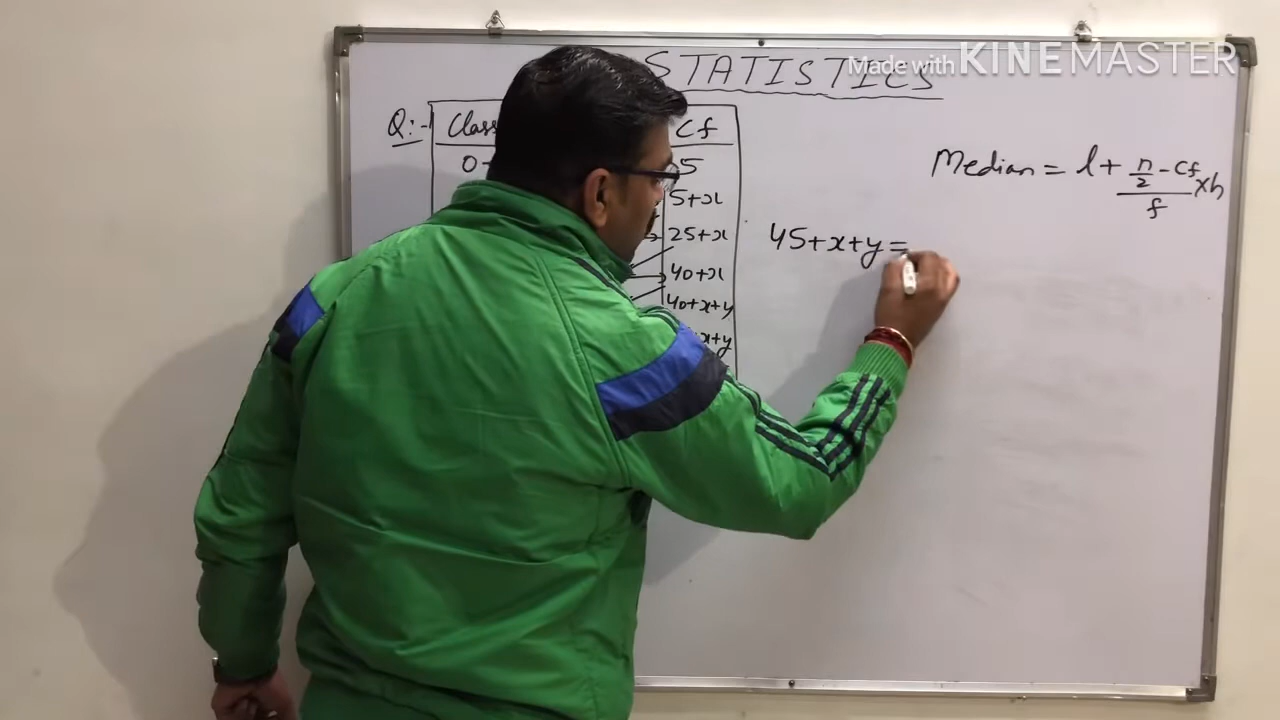 STATISTICS
Made with KINEMASTER
Q:- Class Cf
0- 5
5+x
25+x
40+x
40+x+y
x+y
Median = l + n/2 - Cf / f × h
45+x+y =